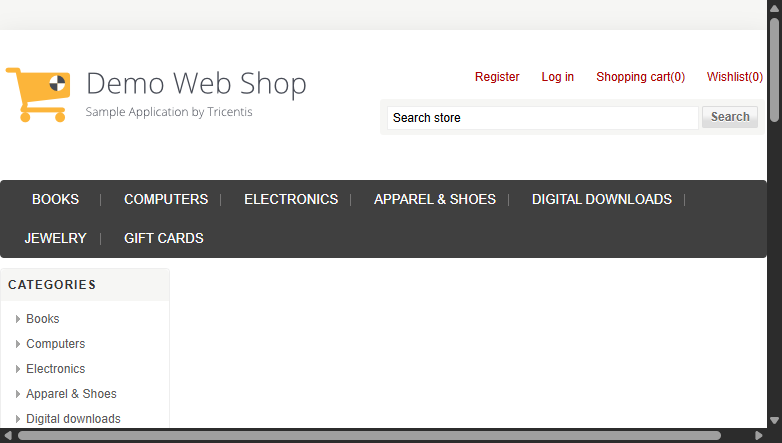 Demo Web Shop
Sample Application by Tricentis
Register Log in Shopping cart(0) Wishlist(0)
Search store Search
BOOKS COMPUTERS ELECTRONICS APPAREL & SHOES DIGITAL DOWNLOADS
JEWELRY GIFT CARDS
CATEGORIES
Books
Computers
Electronics
Apparel & Shoes
Digital downloads